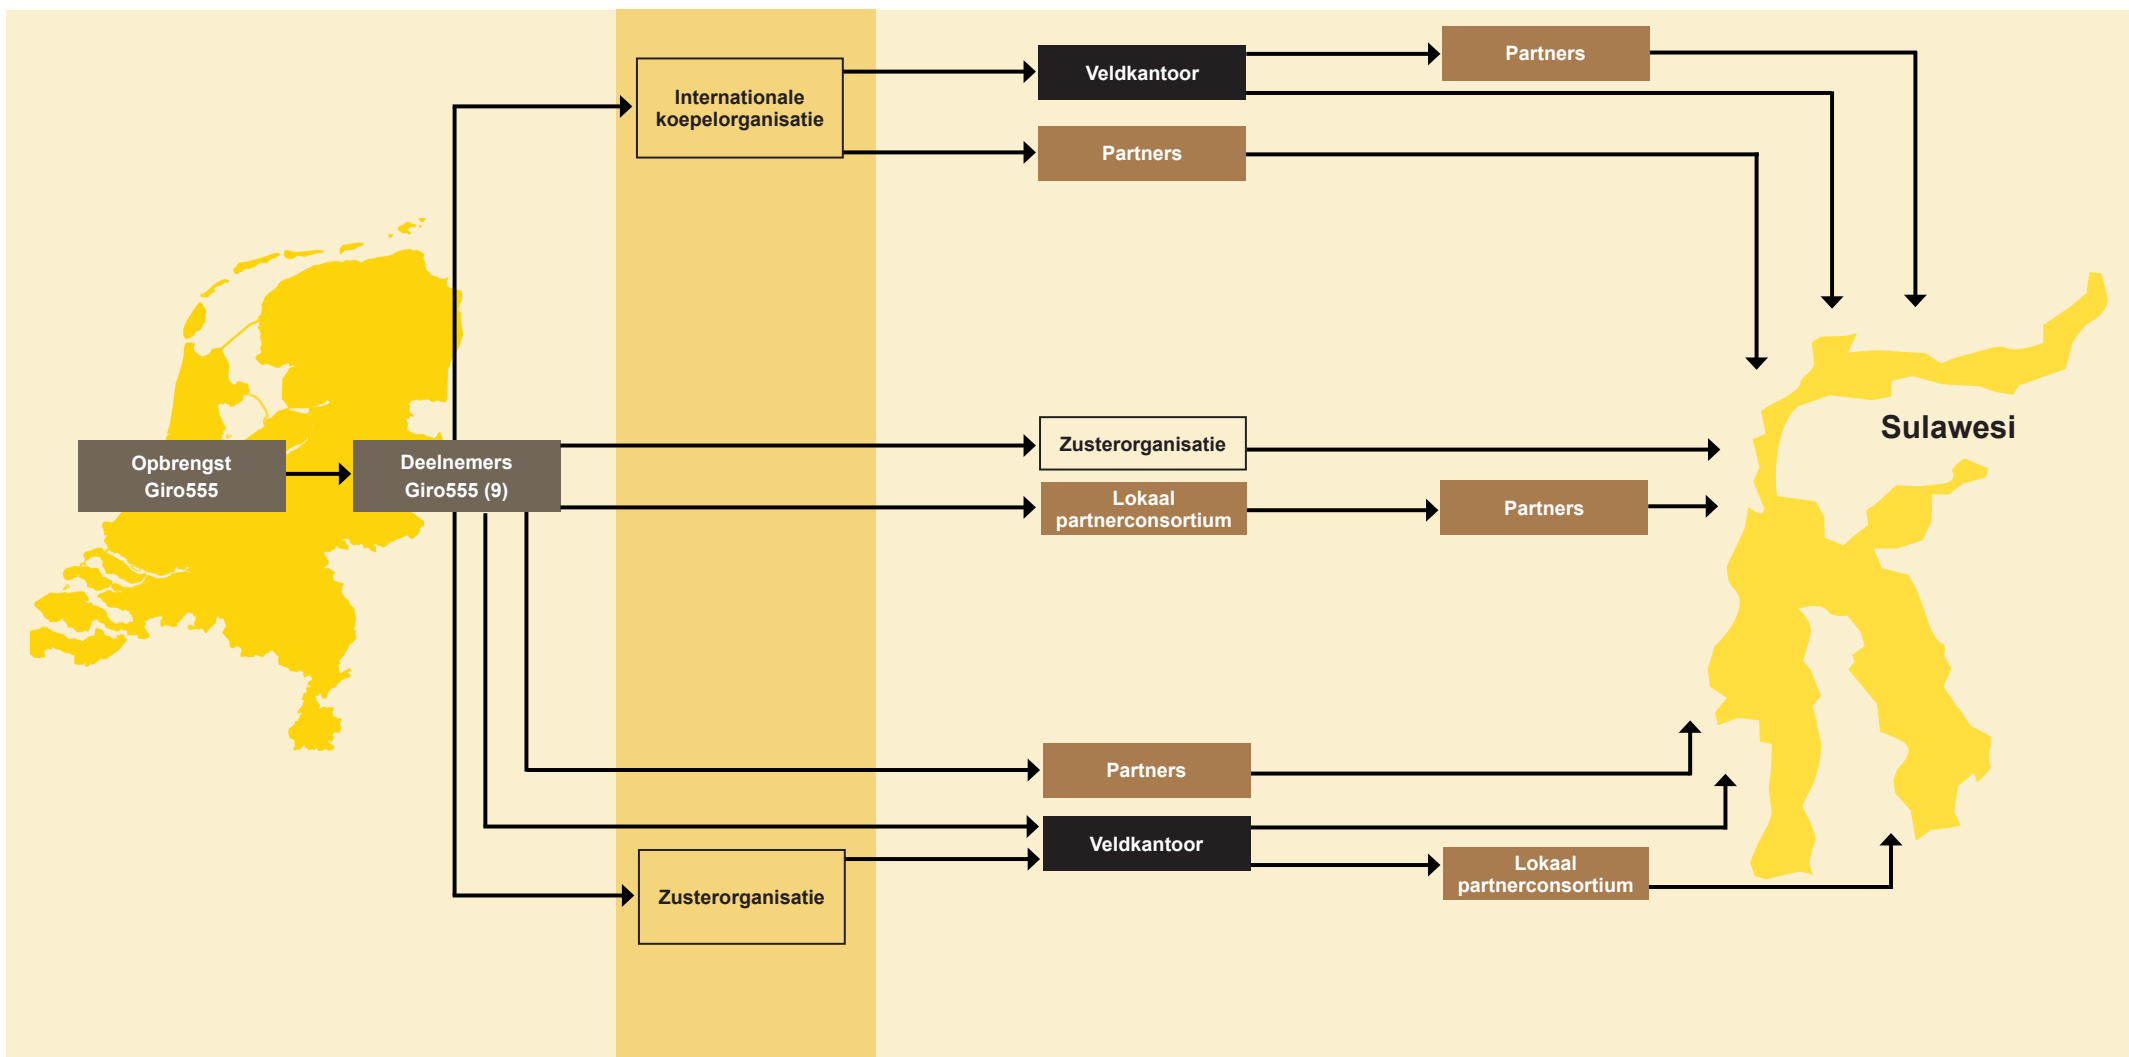 Opbrengst
Giro555
Deelnemers
Giro555 (9)
Internationale
koepelorganisatie
Veldkantoor
Partners
Partners
Zusterorganisatie
Lokaal
partnerconsortium
Partners
Sulawesi
Partners
Veldkantoor
Zusterorganisatie
Lokaal
partnerconsortium